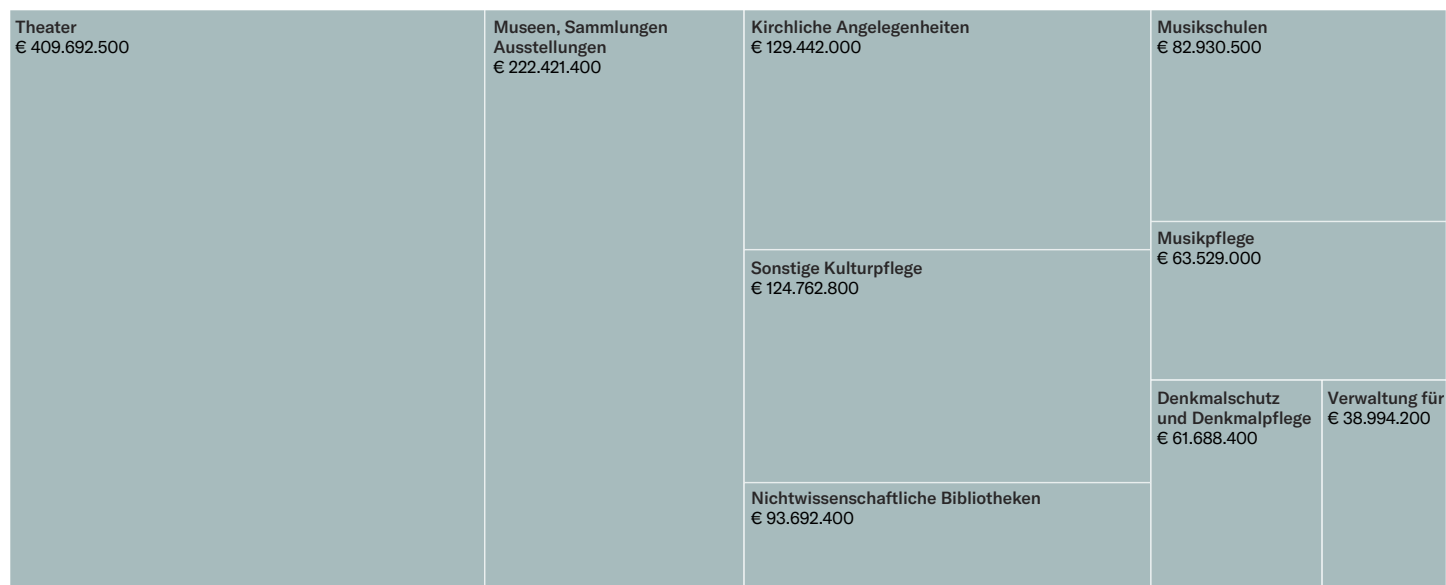 Theater
€ 409.692.500
Museen, Sammlungen
Ausstellungen
€ 222.421.400
Kirchliche Angelegenheiten
€ 129.442.000
Sonstige Kulturpflege
€ 124.762.800
Nichtwissenschaftliche Bibliotheken
€ 93.692.400
Musikschulen
€ 82.930.500
Musikpflege
€ 63.529.000
Denkmalschutz
und Denkmalpflege
€ 61.688.400
Verwaltung für
€ 38.994.200